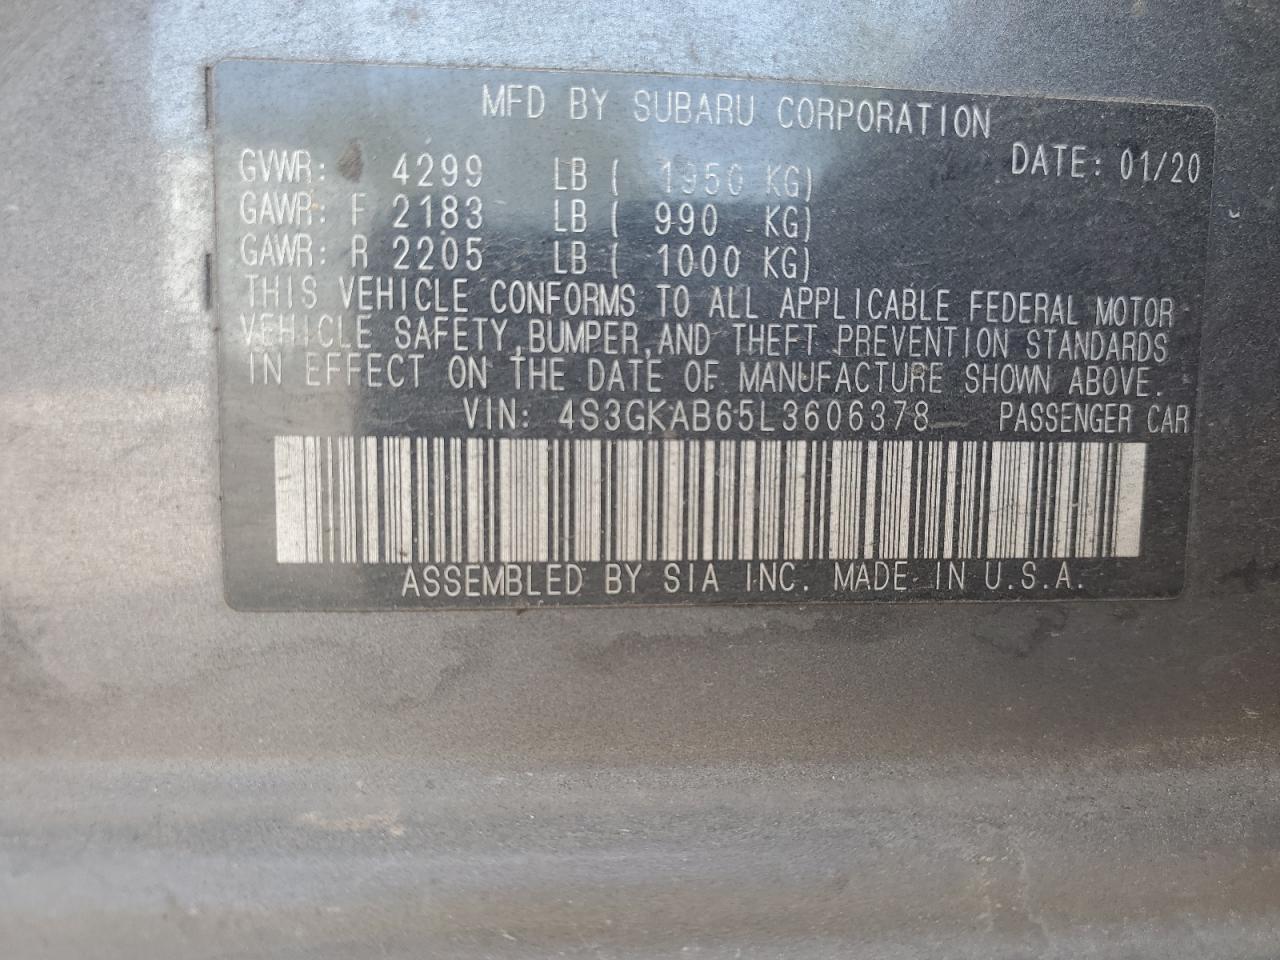 MFD BY SUBARU CORPORATION
DATE: 01/20
GVWR: 4299 LB ( 1950 KG)
GAWR: F 2183 LB ( 990 KG)
GAWR: R 2205 LB ( 1000 KG)
THIS VEHICLE CONFORMS TO ALL APPLICABLE FEDERAL MOTOR
VEHICLE SAFETY,BUMPER,AND THEFT PREVENTION STANDARDS
IN EFFECT ON THE DATE OF MANUFACTURE SHOWN ABOVE.
VIN: 4S3GKAB65L3606378 PASSENGER CAR
ASSEMBLED BY SIA INC. MADE IN U.S.A.